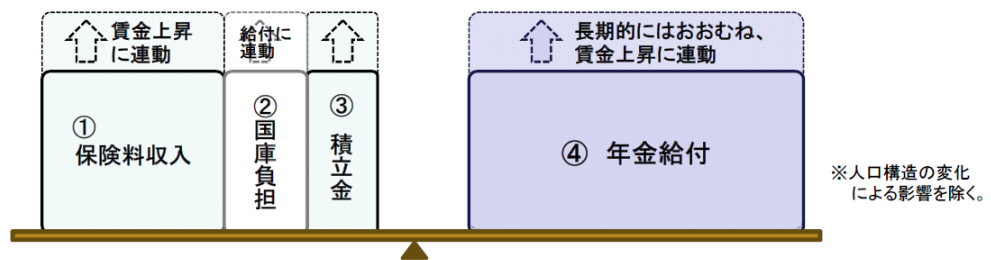 賃金上昇
に連動
給付に
連動
長期的にはおおむね、
賃金上昇に連動
①
保険料収入
②
国庫負担
③
積立金
④ 年金給付
※人口構造の変化
による影響を除く。